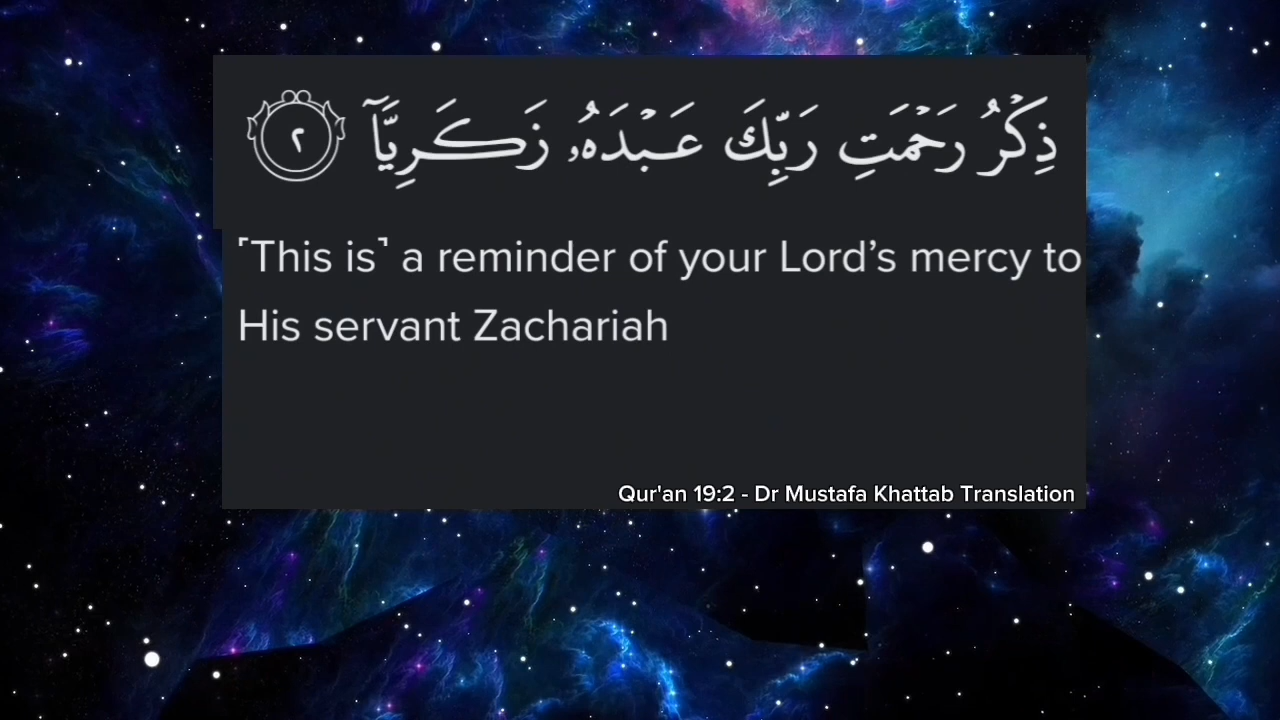 ذِكْرُ رَحْمَتِ رَبِّكَ عَبْدَهُۥ زَكَرِيَّآ ٢
⸢This is⸣ a reminder of your Lord’s mercy to
His servant Zachariah
Qur'an 19:2 - Dr Mustafa Khattab Translation